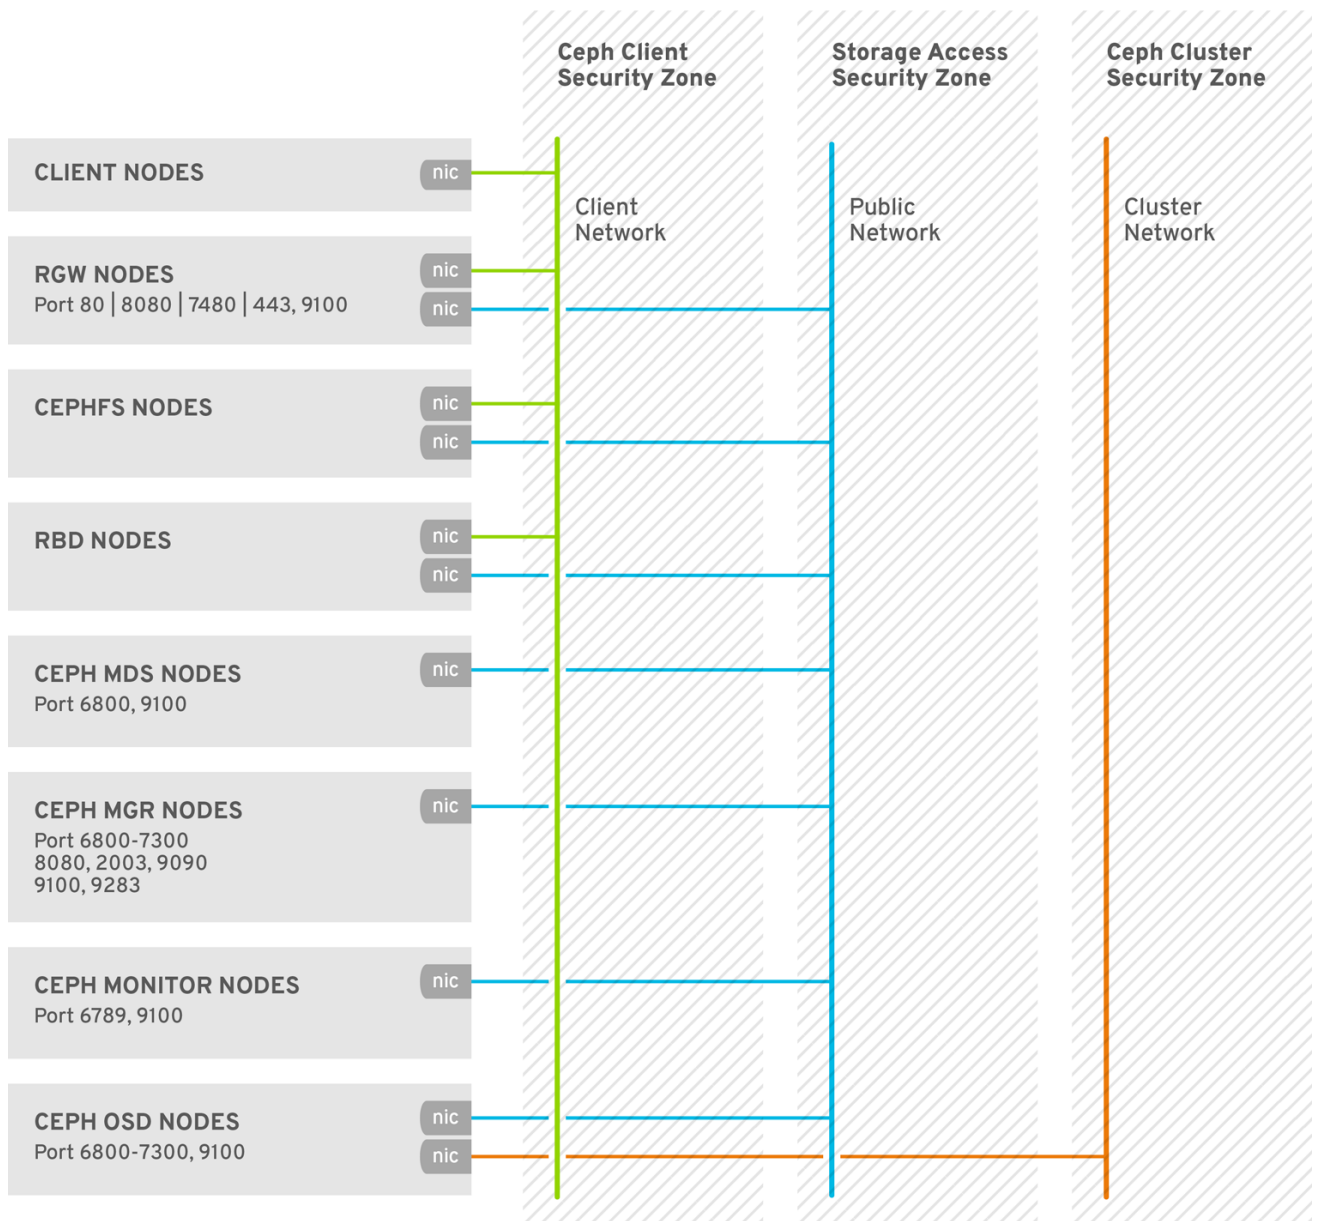 Ceph Client
Security Zone
Storage Access
Security Zone
Ceph Cluster
Security Zone
CLIENT NODES
nic
Client
Network
Public
Network
Cluster
Network
RGW NODES
Port 80 | 8080 | 7480 | 443, 9100
nic
nic
CEPHFS NODES
nic
nic
RBD NODES
nic
nic
CEPH MDS NODES
Port 6800, 9100
nic
CEPH MGR NODES
Port 6800-7300
8080, 2003, 9090
9100, 9283
nic
CEPH MONITOR NODES
Port 6789, 9100
nic
CEPH OSD NODES
Port 6800-7300, 9100
nic
nic